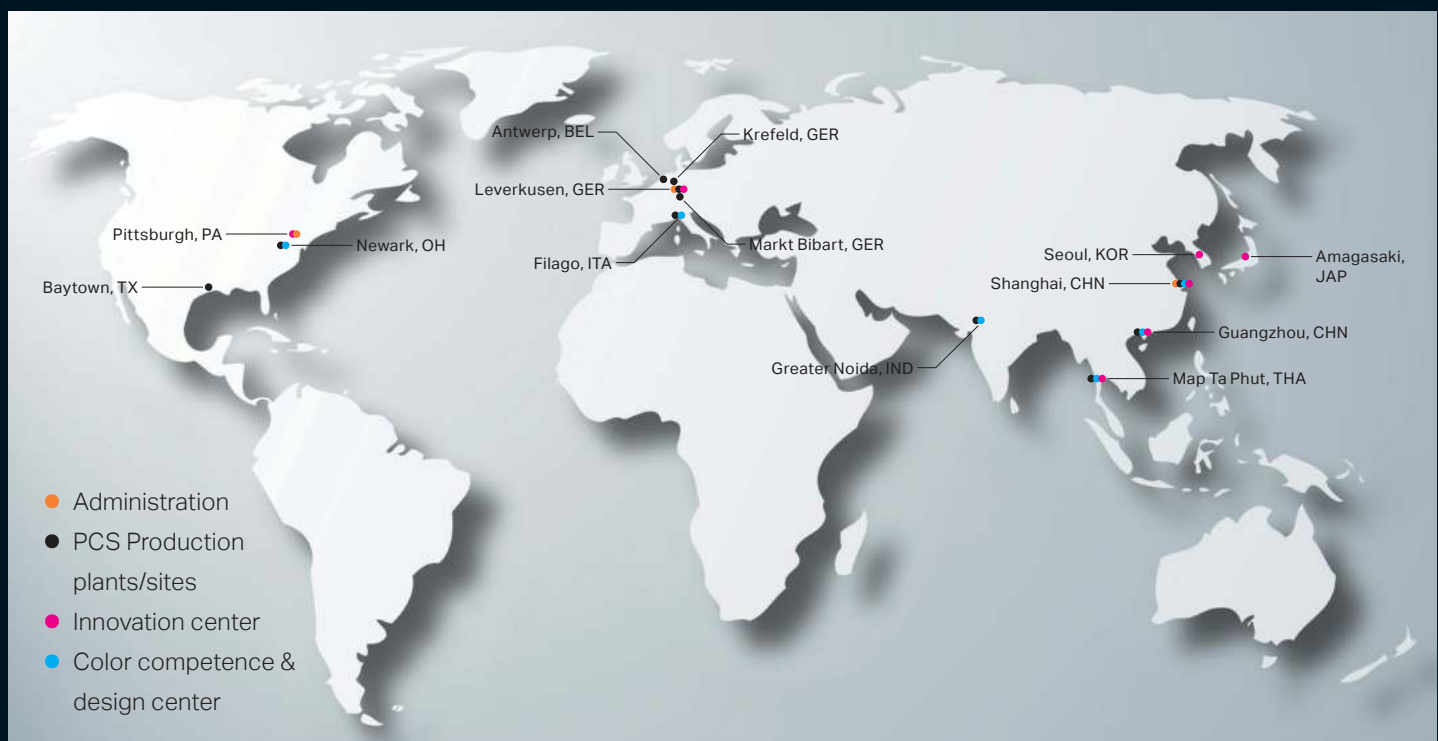 Antwerp, BEL
Krefeld, GER
Leverkusen, GER
Pittsburgh, PA
Newark, OH
Markt Bibart, GER
Filago, ITA
Baytown, TX
Seoul, KOR
Amagasaki,
JAP
Shanghai, CHN
Guangzhou, CHN
Greater Noida, IND
Map Ta Phut, THA
Administration
PCS Production
plants/sites
Innovation center
Color competence &
design center